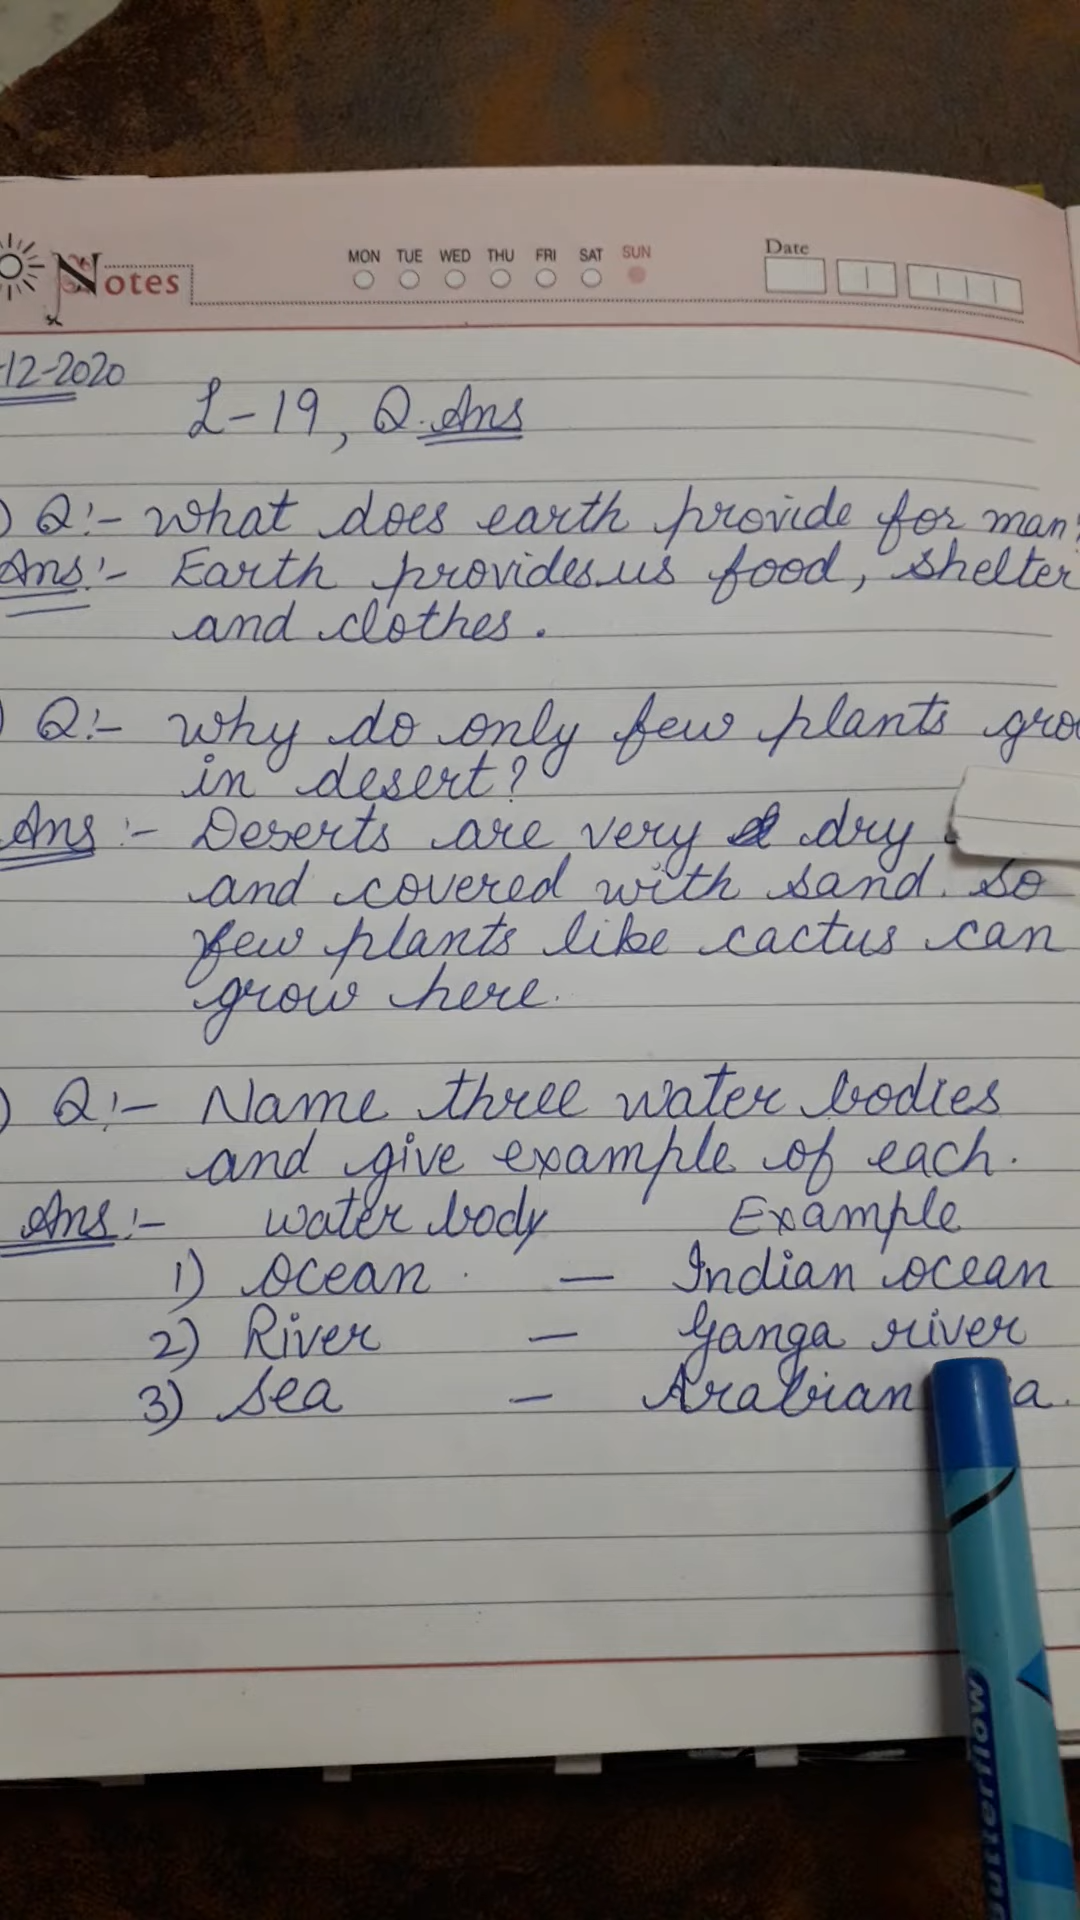 Notes
MON TUE WED THU FRI SAT SUN
Date
-12-2020
L-19, Q.Ans
) Q:- What does earth provide for man?
Ans:- Earth provides us food, shelter
and clothes.
) Q:- Why do only few plants gro
in desert?
Ans:- Deserts are very dry
and covered with sand. So
few plants like cactus can
grow here.
) Q:- Name three water bodies
and give example of each.
Ans:- Water body Example
1) Ocean - Indian ocean
2) River - Ganga river
3) Sea - Arabian a.
utterflow